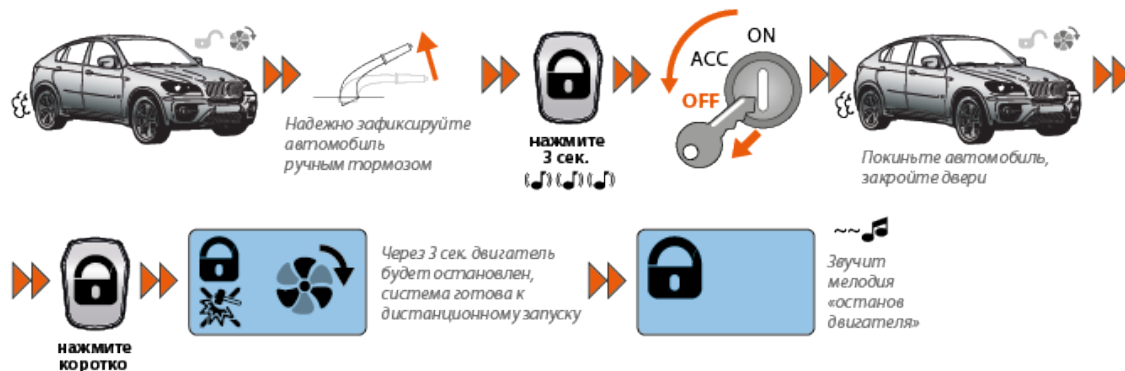 ON
ACC
OFF
Надежно зафиксируйте
автомобиль
ручным тормозом
нажмите
3 сек.
Покиньте автомобиль,
закройте двери
нажмите
коротко
Через 3 сек. двигатель
будет остановлен,
система готова к
дистанционному запуску
Звучит
мелодия
«останов
двигателя»